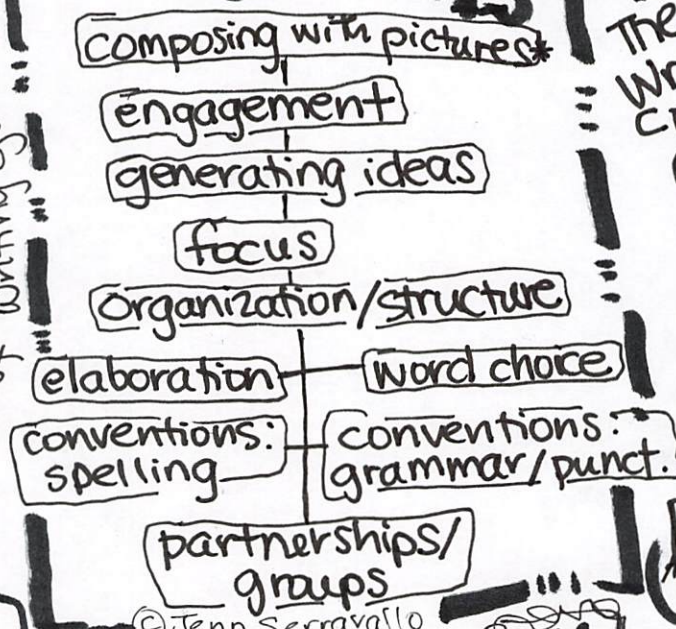 composing with pictures*
engagement
generating ideas
focus
organization/structure
elaboration
word choice
conventions:
spelling
conventions:
grammar/punct.
partnerships/
groups
© Jenn Serravallo
The